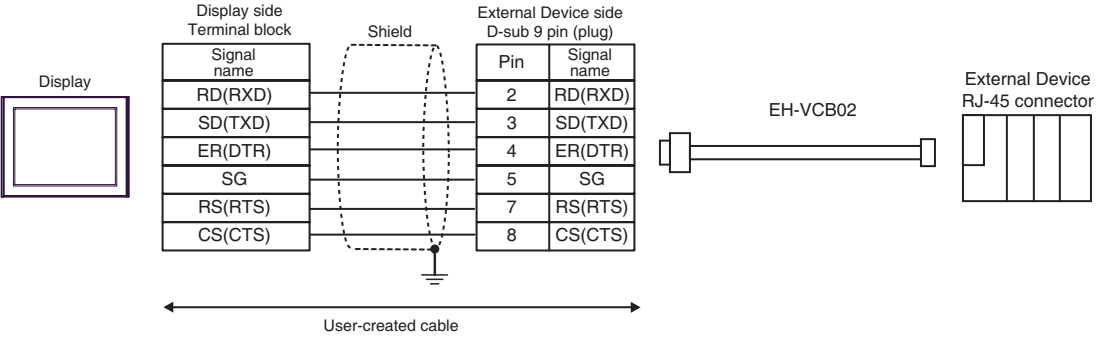 Display
Display side
Terminal block
Shield
External Device side
D-sub 9 pin (plug)
Signal name
Pin
Signal name
RD(RXD)
2
RD(RXD)
SD(TXD)
3
SD(TXD)
ER(DTR)
4
ER(DTR)
SG
5
SG
RS(RTS)
7
RS(RTS)
CS(CTS)
8
CS(CTS)
User-created cable
EH-VCB02
External Device
RJ-45 connector